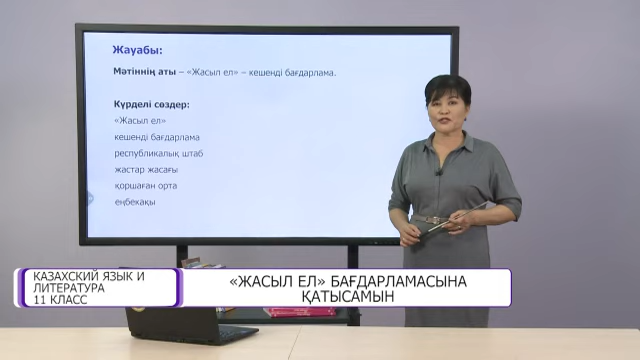 Жауабы:
Мәтіннің аты – «Жасыл ел» – кешенді бағдарлама.
Күрделі сөздер:
«Жасыл ел»
кешенді бағдарлама
республикалық штаб
жастар жасағы
қоршаған орта
еңбекақы
КАЗАХСКИЙ ЯЗЫК И
ЛИТЕРАТУРА
11 КЛАСС
«ЖАСЫЛ ЕЛ» БАҒДАРЛАМАСЫНА
ҚАТЫСАМЫН